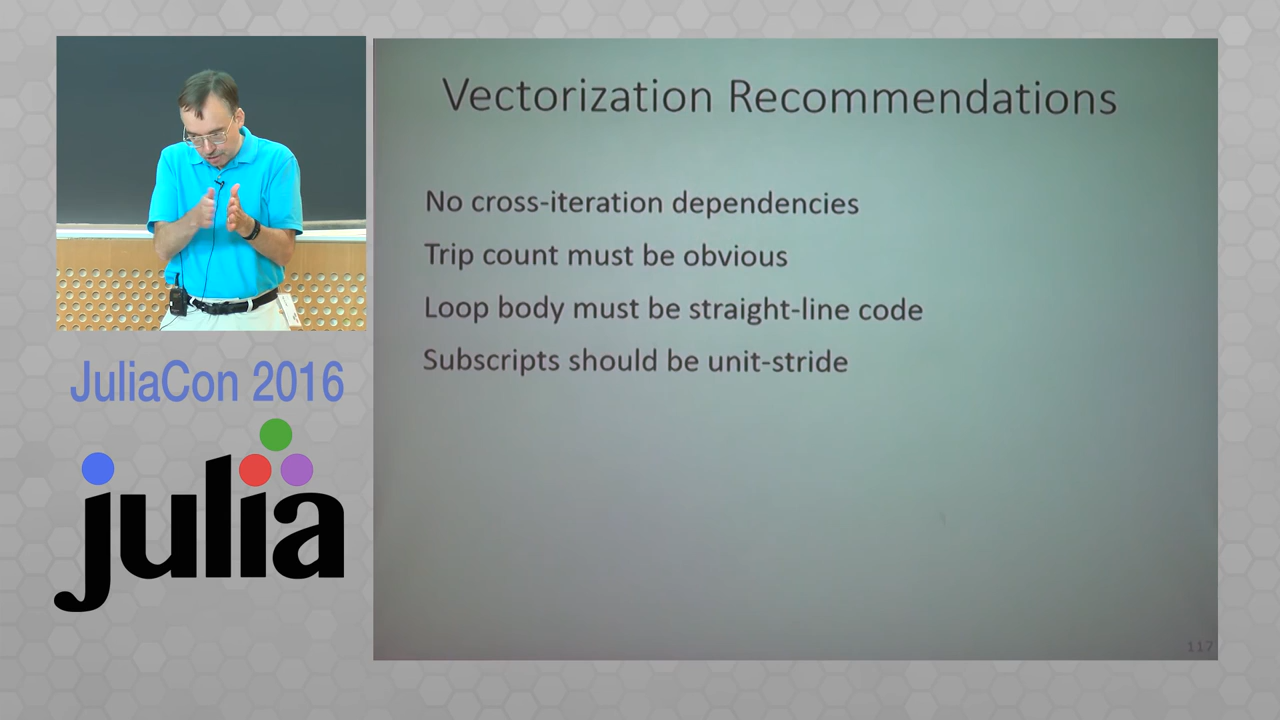 Vectorization Recommendations
No cross-iteration dependencies
Trip count must be obvious
Loop body must be straight-line code
Subscripts should be unit-stride
117
JuliaCon 2016
julia